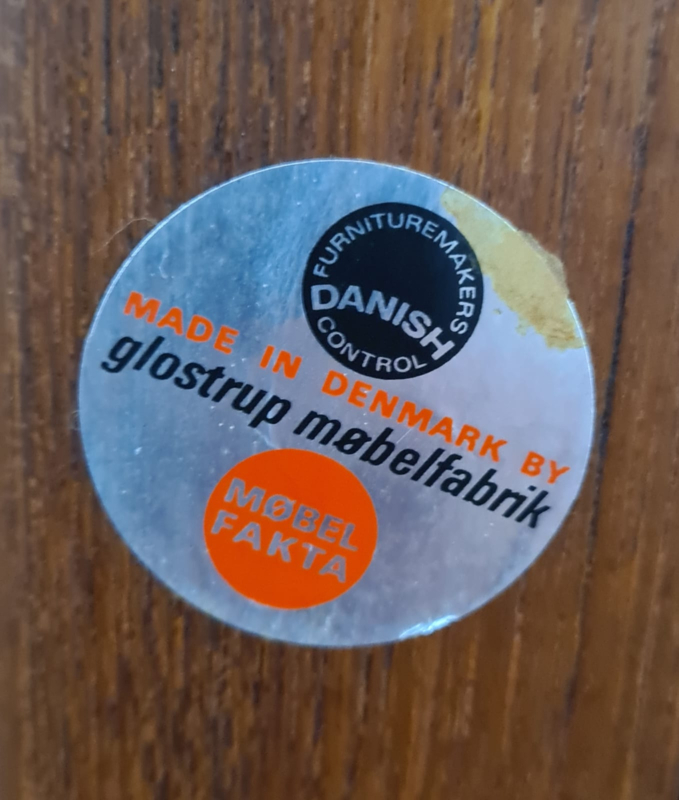 FURNITUREMAKERS
DANISH
CONTROL
MADE IN DENMARK BY
glostrup møbelfabrik
MØBEL
FAKTA